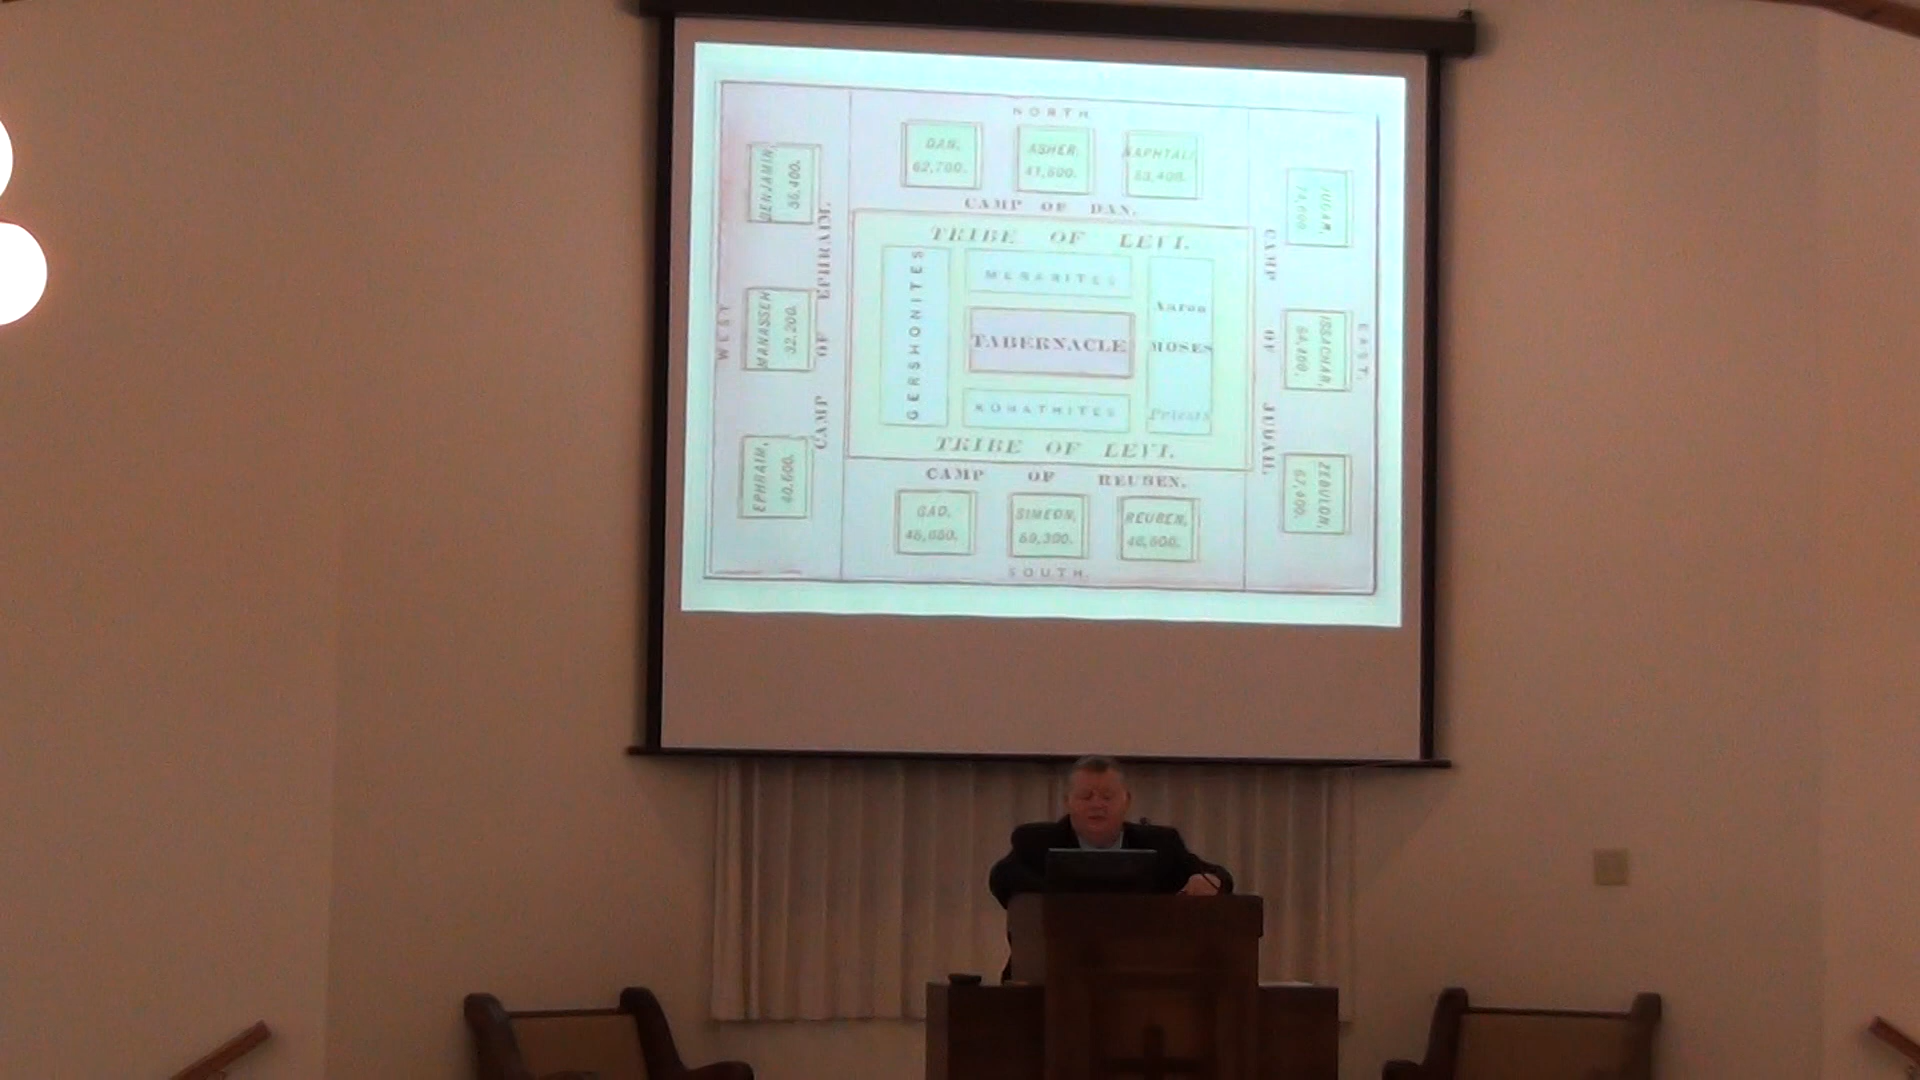 NORTH
DAN,
62,700.
ASHER,
41,500.
NAPHTALI
53,400.
CAMP OF DAN.
BENJAMIN,
35,400.
MANASSEH
32,200.
EPHRAIM,
40,500.
WEST
CAMP OF EPHRAIM.
TRIBE OF LEVI.
GERSHONITES
MERARITES
TABERNACLE
KOHATHITES
Aaron
MOSES
Priests
TRIBE OF LEVI.
CAMP OF JUDAH.
JUDAH,
74,600
ISSACHAR,
54,400.
ZEBULON,
57,400.
EAST.
CAMP OF REUBEN.
GAD,
45,650.
SIMEON,
59,300.
REUBEN,
46,500.
SOUTH.